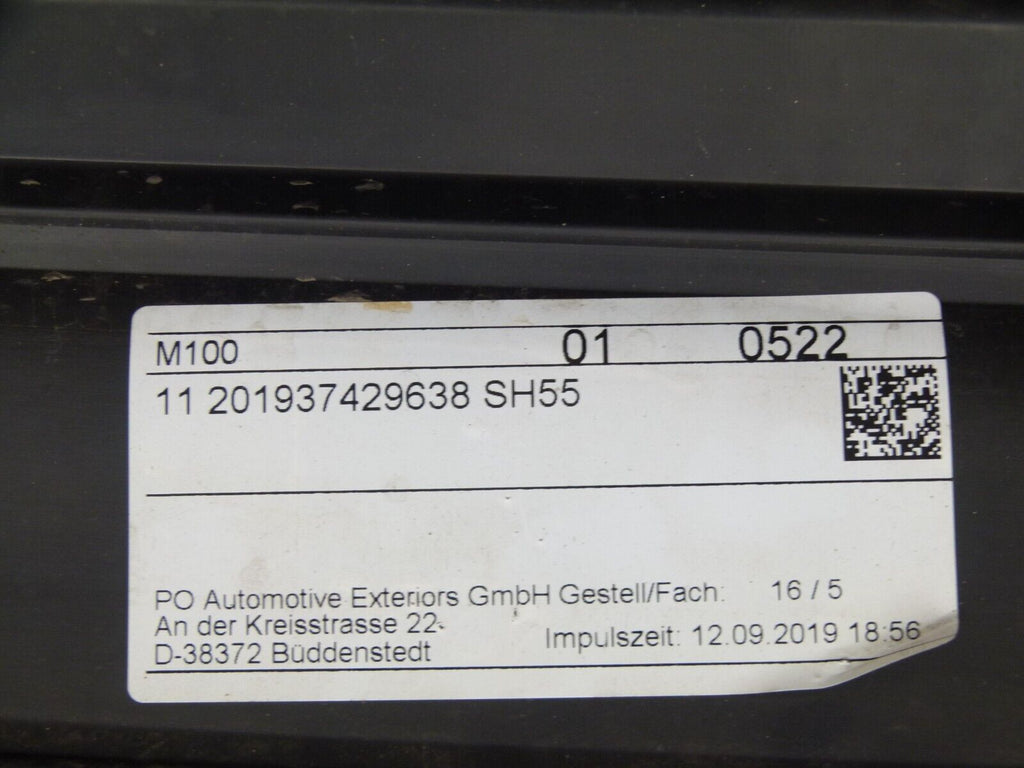 M100 01 0522
11 201937429638 SH55
PO Automotive Exteriors GmbH Gestell/Fach: 16 / 5
An der Kreisstrasse 22
D-38372 Büddenstedt Impulszeit: 12.09.2019 18:56